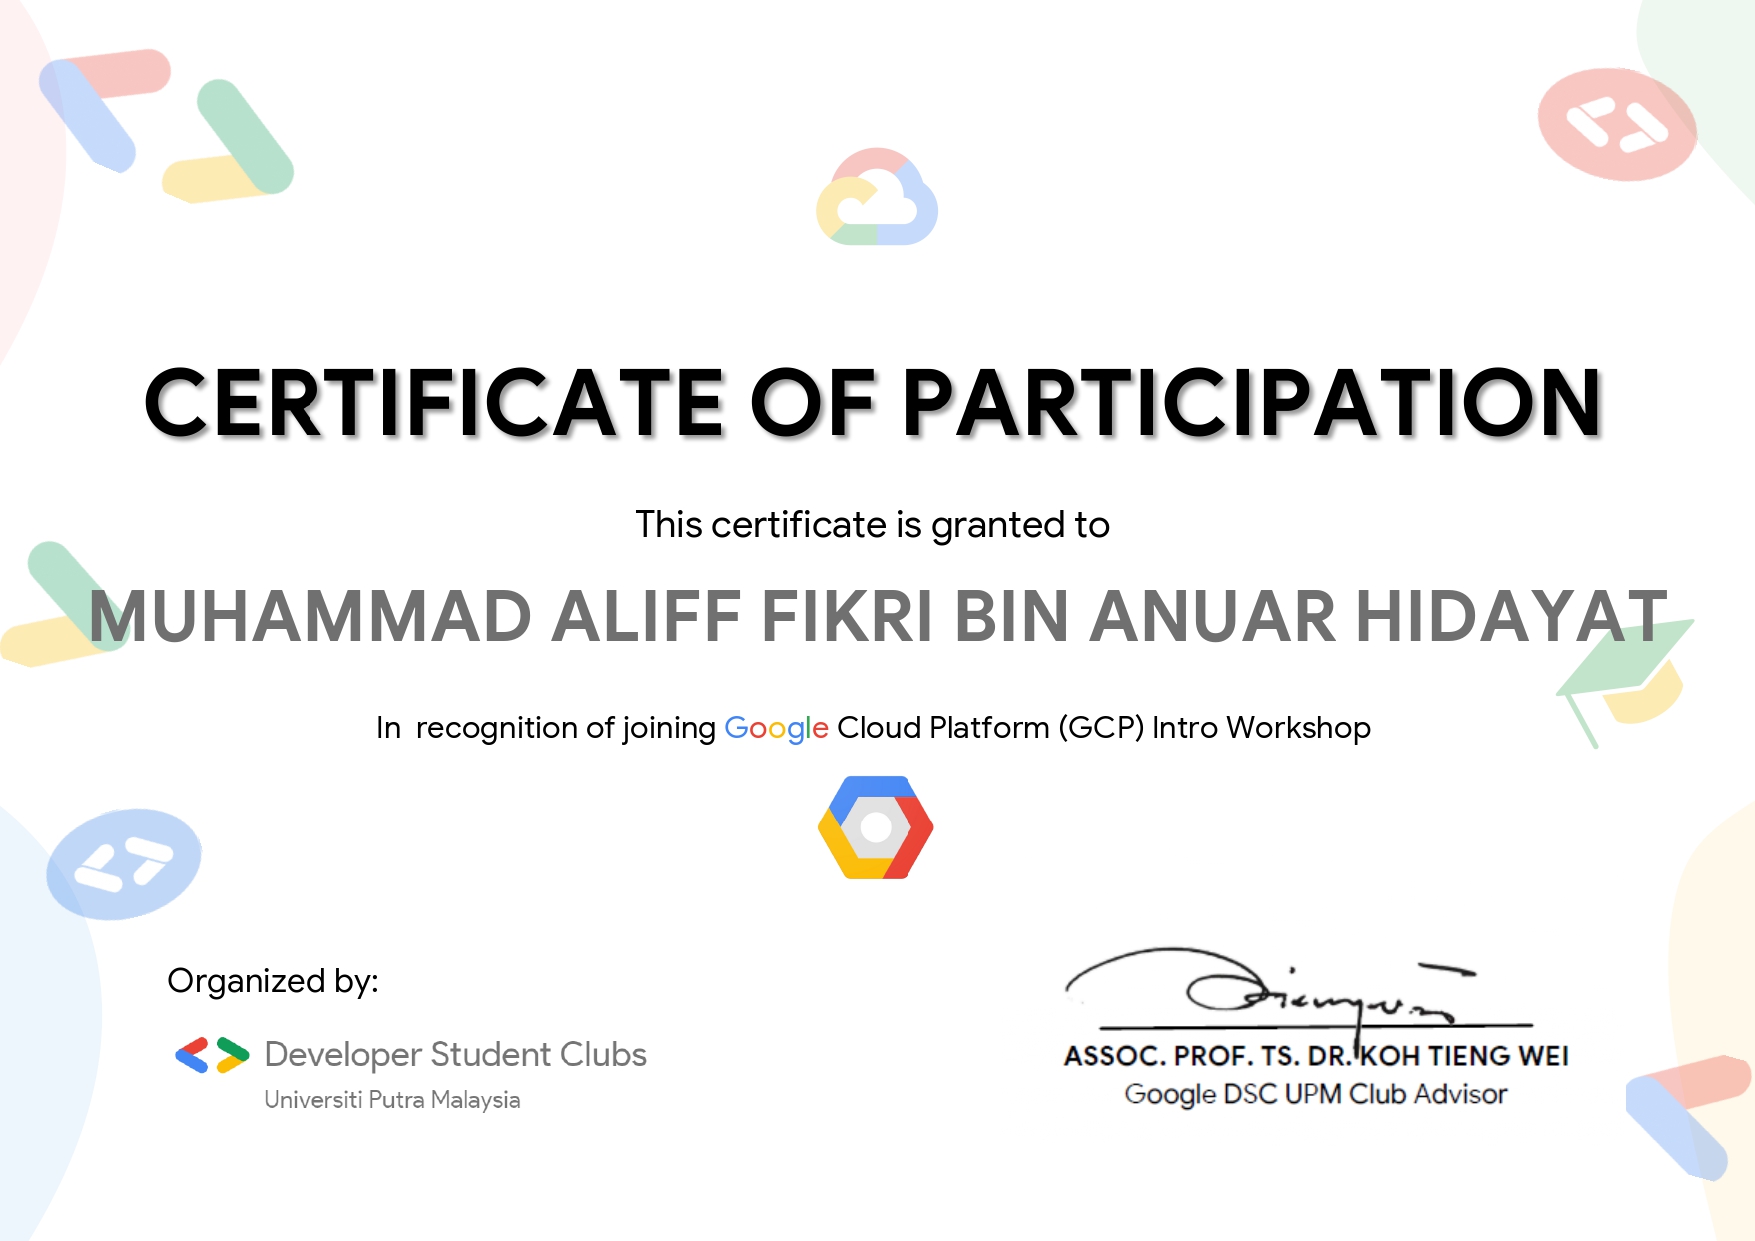 CERTIFICATE OF PARTICIPATION
This certificate is granted to
MUHAMMAD ALIFF FIKRI BIN ANUAR HIDAYAT
In recognition of joining Google Cloud Platform (GCP) Intro Workshop
Organized by:
Developer Student Clubs
Universiti Putra Malaysia
ASSOC. PROF. TS. DR. KOH TIENG WEI
Google DSC UPM Club Advisor